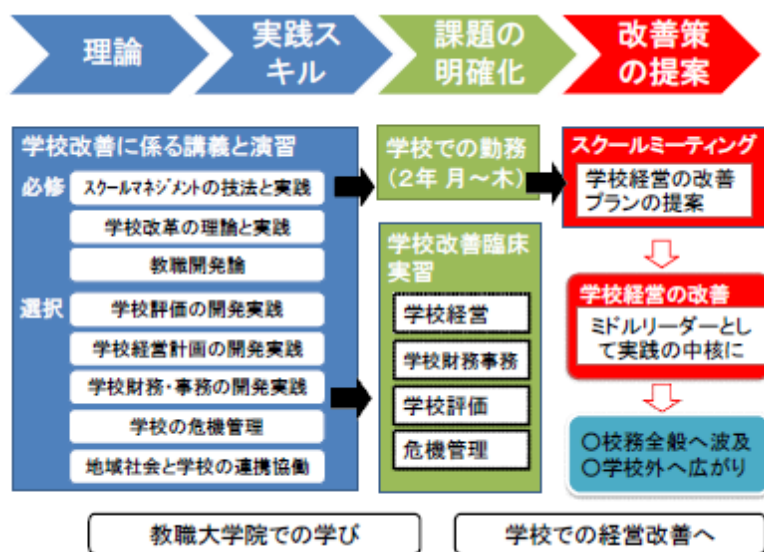 理論
実践ス
キル
課題の
明確化
改善策
の提案
学校改善に係る講義と演習
必修
スクールマネジメントの技法と実践
学校改革の理論と実践
教職開発論
選択
学校評価の開発実践
学校経営計画の開発実践
学校財務・事務の開発実践
学校の危機管理
地域社会と学校の連携協働
学校での勤務
(2年 月～木)
学校改善臨床
実習
学校経営
学校財務事務
学校評価
危機管理
スクールミーティング
学校経営の改善
プランの提案
学校経営の改善
ミドルリーダーとし
て実践の中核に
〇校務全般へ波及
〇学校外へ広がり
教職大学院での学び
学校での経営改善へ